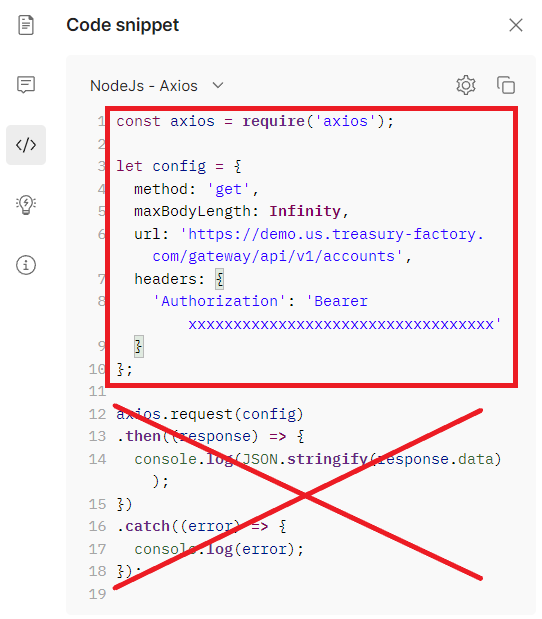 Code snippet
NodeJs - Axios
1 const axios = require('axios');
2
3 let config = {
4 method: 'get',
5 maxBodyLength: Infinity,
6 url: 'https://demo.us.treasury-factory.
com/gateway/api/v1/accounts',
7 headers: {
8 'Authorization': 'Bearer
xxxxxxxxxxxxxxxxxxxxxxxxxxxxxxxxxx'
9 }
10 };
11
12 axios.request(config)
13 .then((response) => {
14 console.log(JSON.stringify(response.data)
);
15 })
16 .catch((error) => {
17 console.log(error);
18 });
19